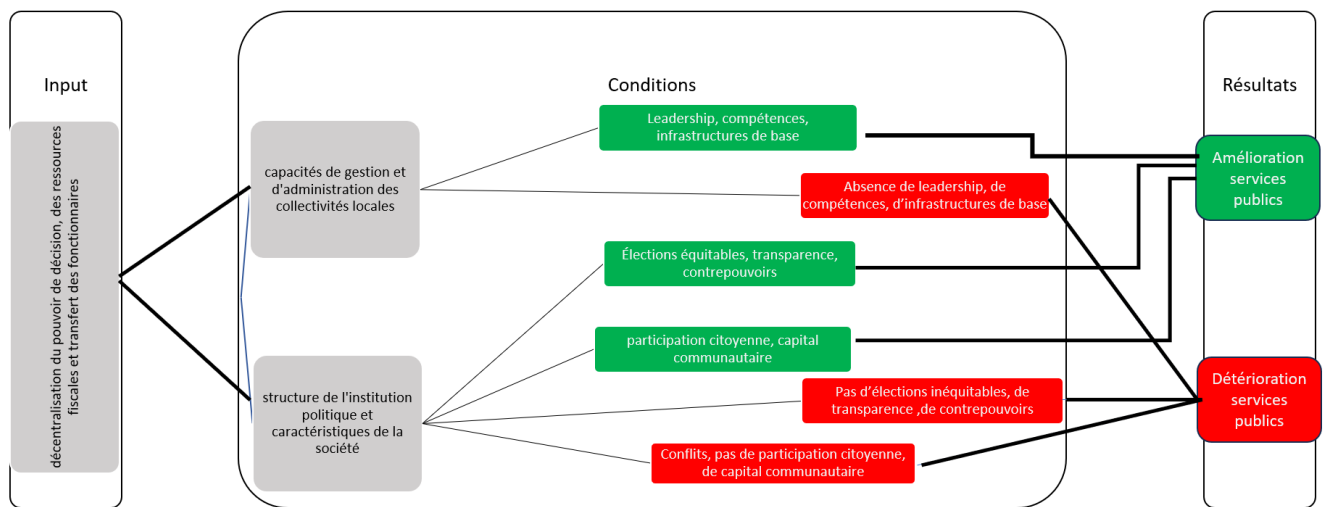 Input
décentralisation du pouvoir de décision, des ressources
fiscales et transfert des fonctionnaires
Conditions
capacités de gestion et
d'administration des
collectivités locales
structure de l'institution
politique et
caractéristiques de la
société
Leadership, compétences,
infrastructures de base
Absence de leadership, de
compétences, d’infrastructures de base
Élections équitables, transparence,
contrepouvoirs
participation citoyenne, capital
communautaire
Pas d’élections inéquitables, de
transparence ,de contrepouvoirs
Conflits, pas de participation citoyenne,
de capital communautaire
Résultats
Amélioration
services
publics
Détérioration
services
publics